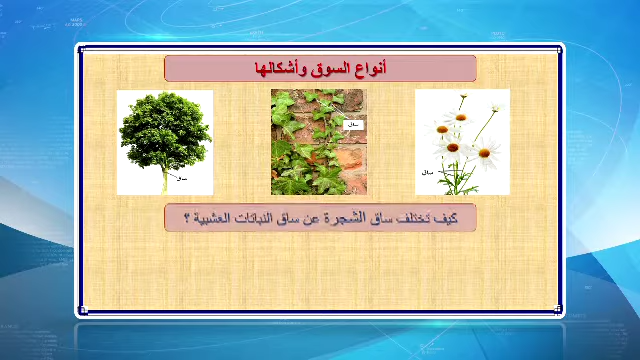 أنواع السوق وأشكالها
ساق
ساق
ساق
كيف تختلف ساق الشجرة عن ساق النباتات العشبية ؟